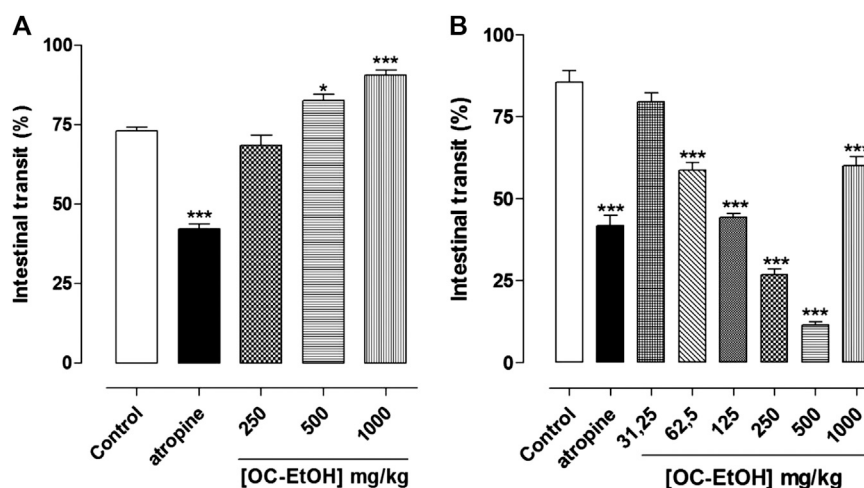 A
100
75
50
25
0
Intestinal transit (%)
***
*
***
Control
atropine
250
500
1000
[OC-EtOH] mg/kg
B
100
75
50
25
0
Intestinal transit (%)
***
***
***
***
***
***
Control
atropine
31,25
62,5
125
250
500
1000
[OC-EtOH] mg/kg